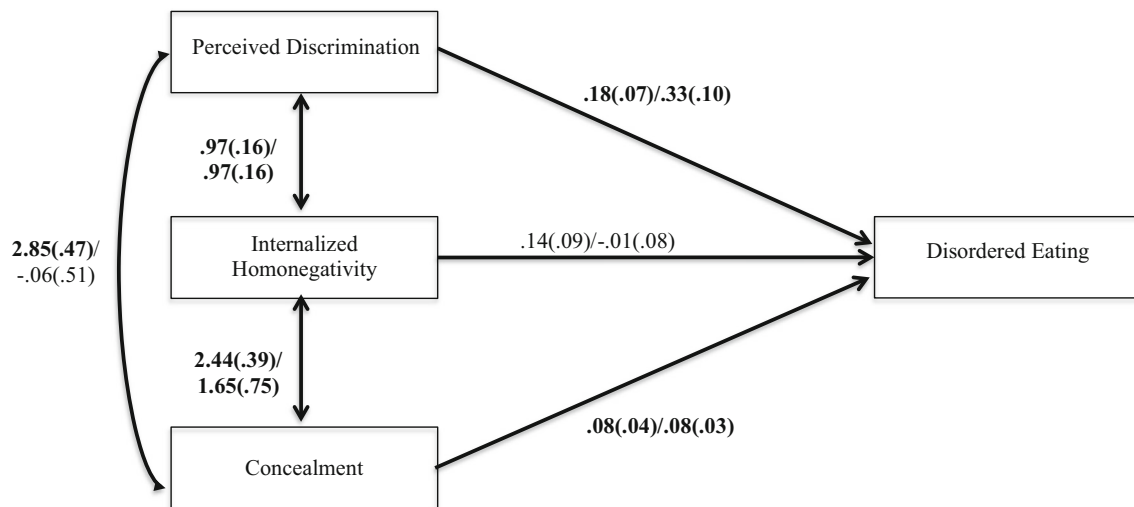 Perceived Discrimination
.18(.07)/.33(.10)
.97(.16)/
.97(.16)
2.85(.47)/
-.06(.51)
Internalized
Homonegativity
.14(.09)/-.01(.08)
Disordered Eating
2.44(.39)/
1.65(.75)
.08(.04)/.08(.03)
Concealment